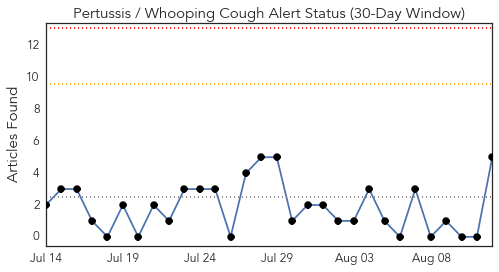 Pertussis / Whooping Cough Alert Status (30-Day Window)
Articles Found
12
10
8
6
4
2
0
Jul 14 Jul 19 Jul 24 Jul 29 Aug 03 Aug 08